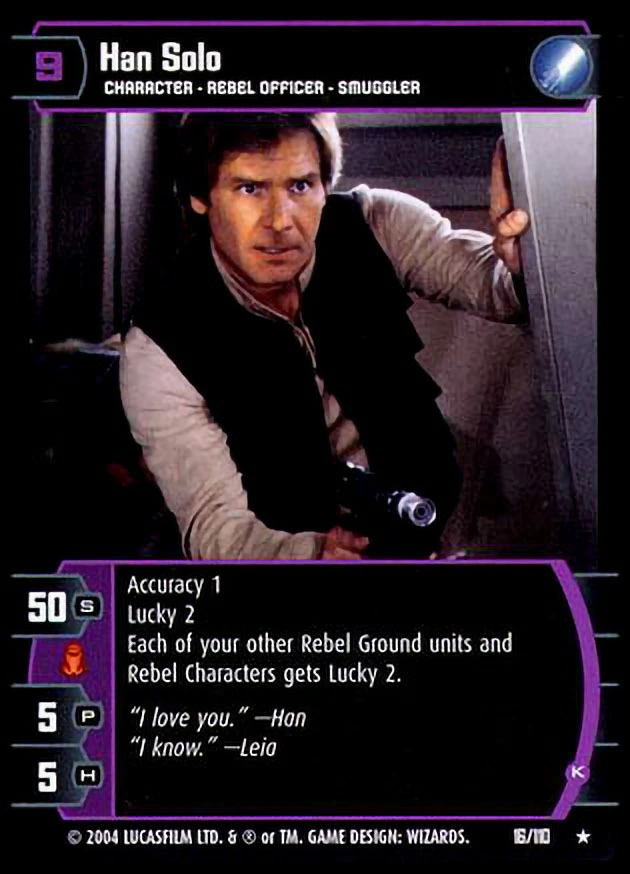 9
Han Solo
CHARACTER - REBEL OFFICER - SMUGGLER
50 S
Accuracy 1
Lucky 2
Each of your other Rebel Ground units and
Rebel Characters gets Lucky 2.
5 P
“I love you.” —Han
“I know.” —Leia
5 H
K
© 2004 LUCASFILM LTD. & ® or TM. GAME DESIGN: WIZARDS. 16/110